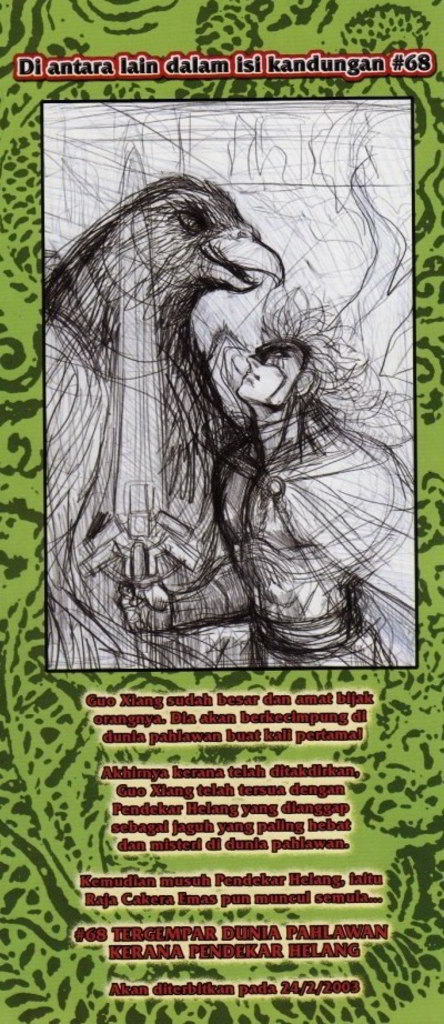 Di antara lain dalam isi kandungan #68
Guo Xiang sudah besar dan amat bijak
orangnya. Dia akan berkecimpung di
dunia pahlawan buat kali pertama!
Akhirnya kerana telah ditakdirkan,
Guo Xiang telah tersua dengan
Pendekar Helang yang dianggap
sebagai jaguh yang paling hebat
dan misteri di dunia pahlawan.
Kemudian musuh Pendekar Helang, iaitu
Raja Cakera Emas pun muncul semula...
#68 TERGEMPAR DUNIA PAHLAWAN
KERANA PENDEKAR HELANG
Akan diterbitkan pada 24/2/2003